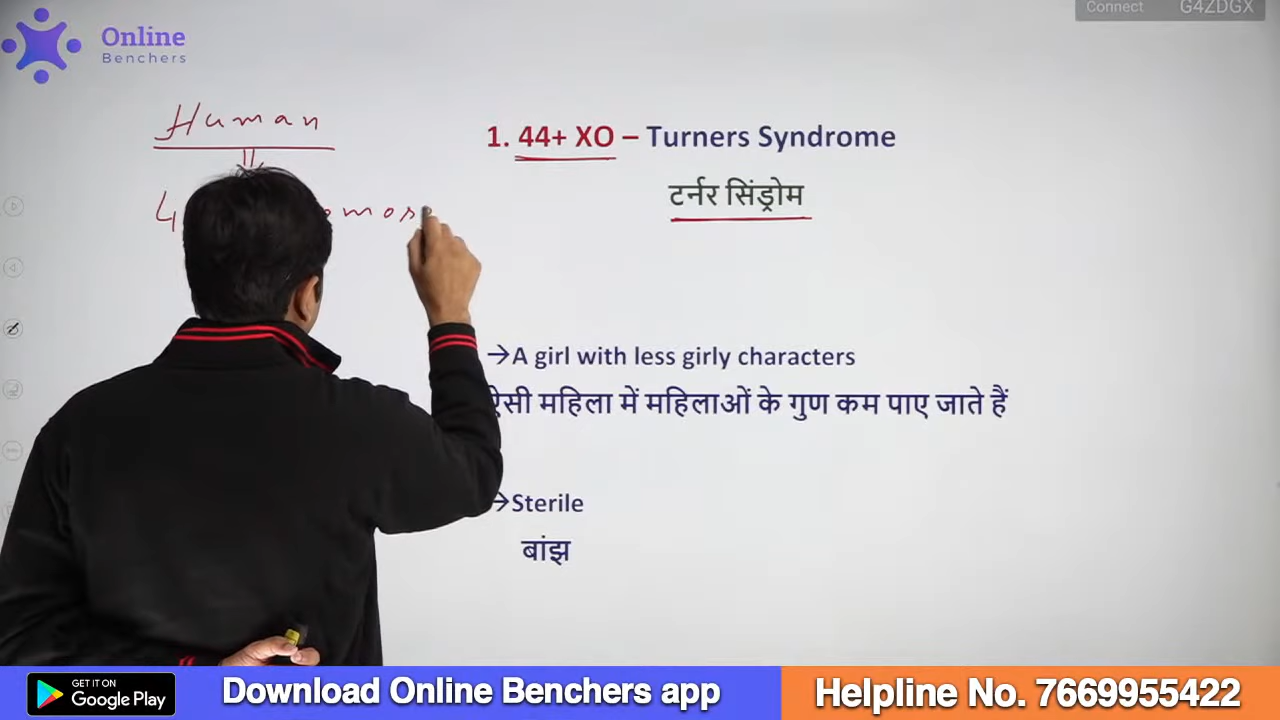 Online
Benchers
Connect G4ZDGX
Human
1. 44+ XO – Turners Syndrome
टर्नर सिंड्रोम
→A girl with less girly characters
ऐसी महिला में महिलाओं के गुण कम पाए जाते हैं
→Sterile
बांझ
GET IT ON
Google Play
Download Online Benchers app
Helpline No. 7669955422